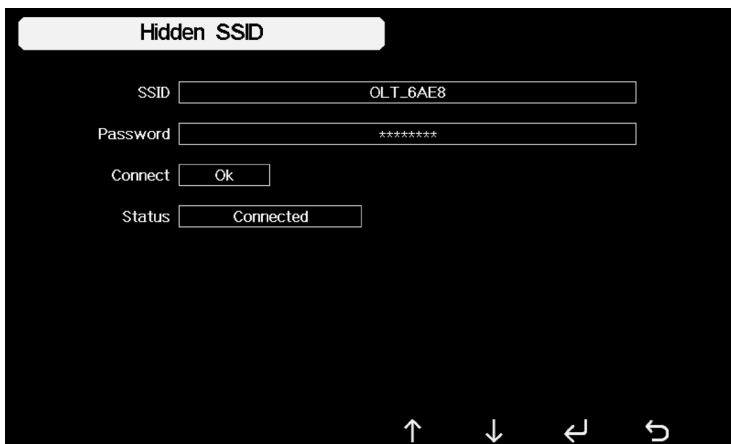 Hidden SSID
SSID OLT_6AE8
Password ********
Connect Ok
Status Connected